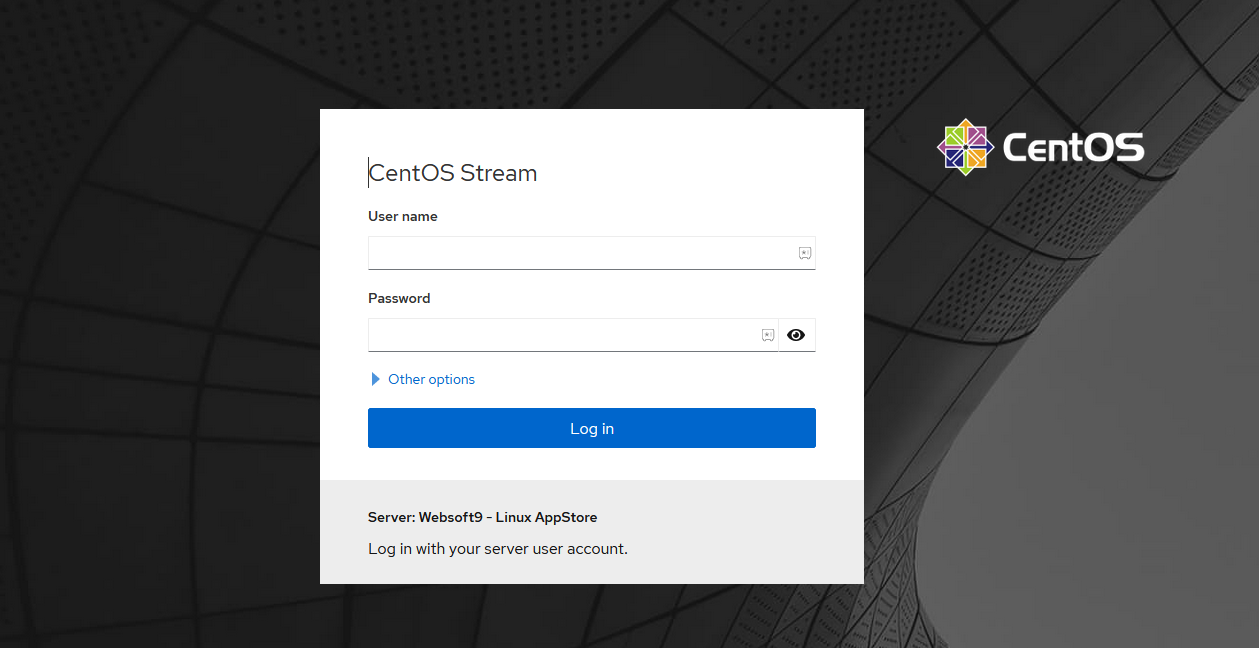 CentOS Stream
CentOS
User name
Password
Other options
Log in
Server: Websoft9 - Linux AppStore
Log in with your server user account.